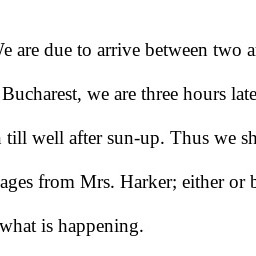 We are due to arrive between two a
Bucharest, we are three hours late
till well after sun-up. Thus we sh
ages from Mrs. Harker; either or b
what is happening.